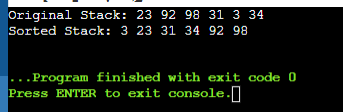 Original Stack: 23 92 98 31 3 34
Sorted Stack: 3 23 31 34 92 98
...Program finished with exit code 0
Press ENTER to exit console.